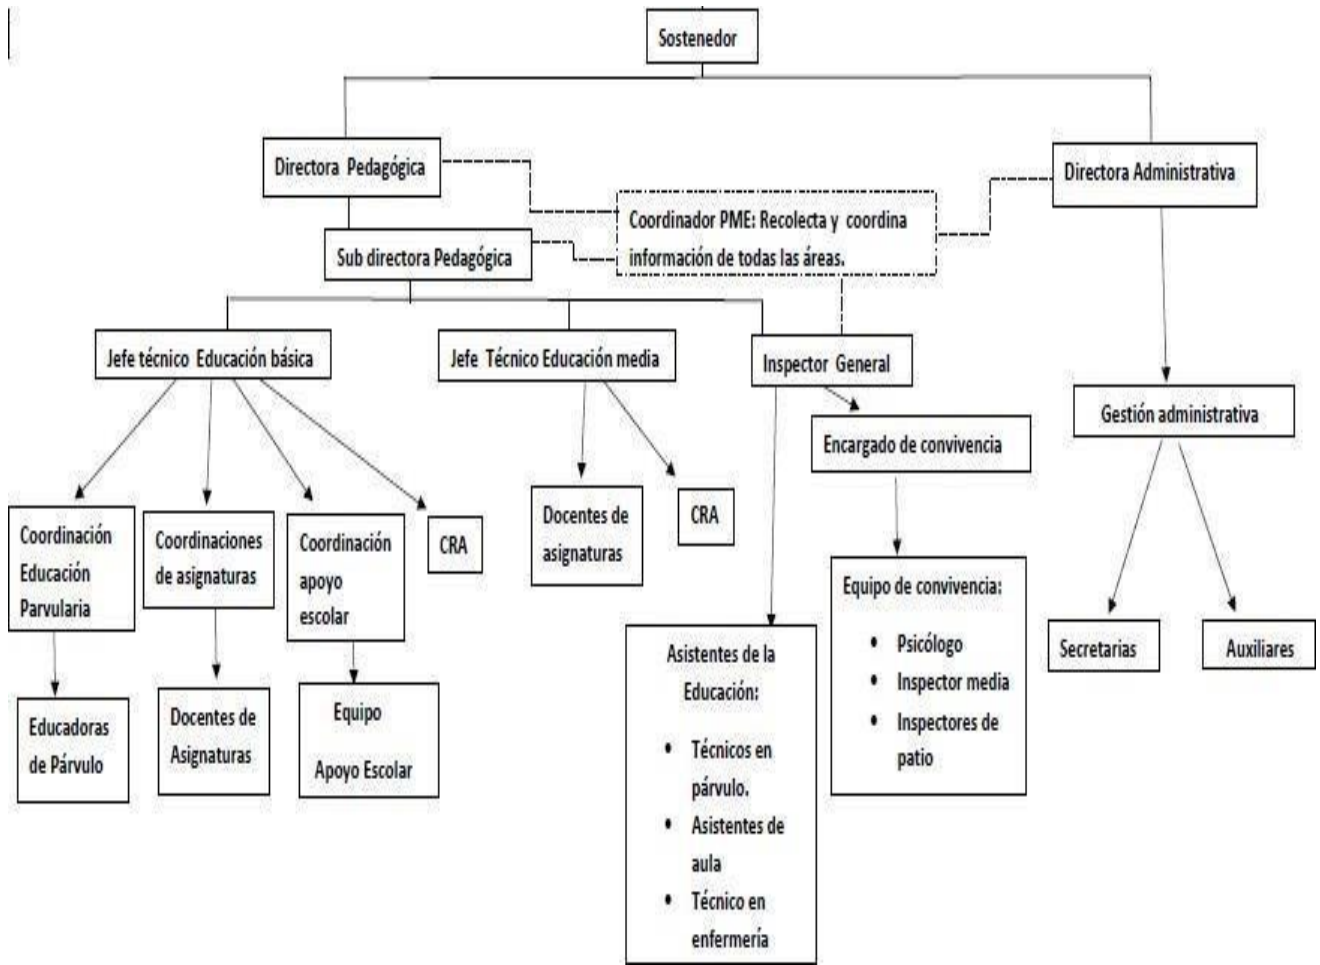 Sostenedor
Directora Pedagógica
Directora Administrativa
Coordinador PME: Recolecta y coordina
información de todas las áreas.
Sub directora Pedagógica
Jefe técnico Educación básica
Jefe Técnico Educación media
Inspector General
Gestión administrativa
Encargado de convivencia
Coordinación
Educación
Parvularia
Coordinaciones
de asignaturas
Coordinación
apoyo
escolar
CRA
Docentes de
asignaturas
CRA
Equipo de convivencia:
• Psicólogo
• Inspector media
• Inspectores de
patio
Secretarias
Auxiliares
Asistentes de la
Educación:
• Técnicos en
párvulo.
• Asistentes de
aula
• Técnico en
enfermería
Educadoras
de Párvulo
Docentes de
Asignaturas
Equipo
Apoyo Escolar